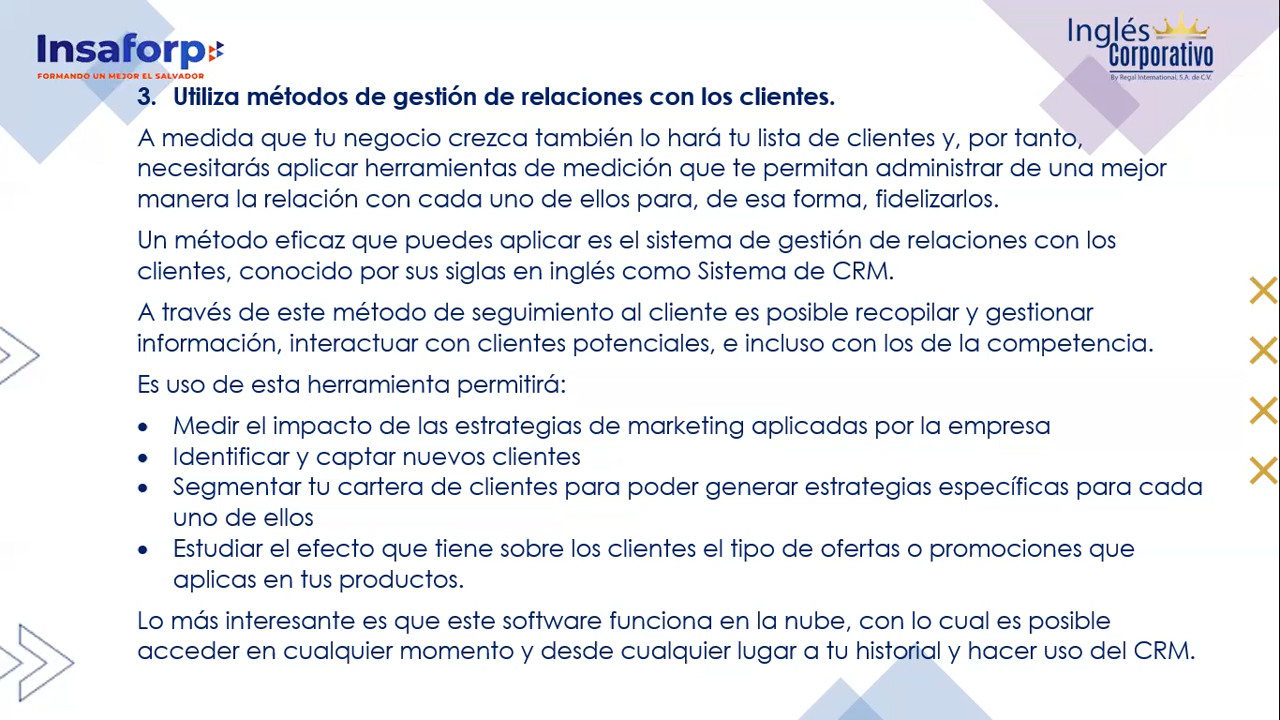 Insaforp
FORMANDO UN MEJOR EL SALVADOR
Inglés
Corporativo
By Regal International, S.A. de C.V.
3. Utiliza métodos de gestión de relaciones con los clientes.
A medida que tu negocio crezca también lo hará tu lista de clientes y, por tanto,
necesitarás aplicar herramientas de medición que te permitan administrar de una mejor
manera la relación con cada uno de ellos para, de esa forma, fidelizarlos.
Un método eficaz que puedes aplicar es el sistema de gestión de relaciones con los
clientes, conocido por sus siglas en inglés como Sistema de CRM.
A través de este método de seguimiento al cliente es posible recopilar y gestionar
información, interactuar con clientes potenciales, e incluso con los de la competencia.
Es uso de esta herramienta permitirá:
• Medir el impacto de las estrategias de marketing aplicadas por la empresa
• Identificar y captar nuevos clientes
• Segmentar tu cartera de clientes para poder generar estrategias específicas para cada
uno de ellos
• Estudiar el efecto que tiene sobre los clientes el tipo de ofertas o promociones que
aplicas en tus productos.
Lo más interesante es que este software funciona en la nube, con lo cual es posible
acceder en cualquier momento y desde cualquier lugar a tu historial y hacer uso del CRM.